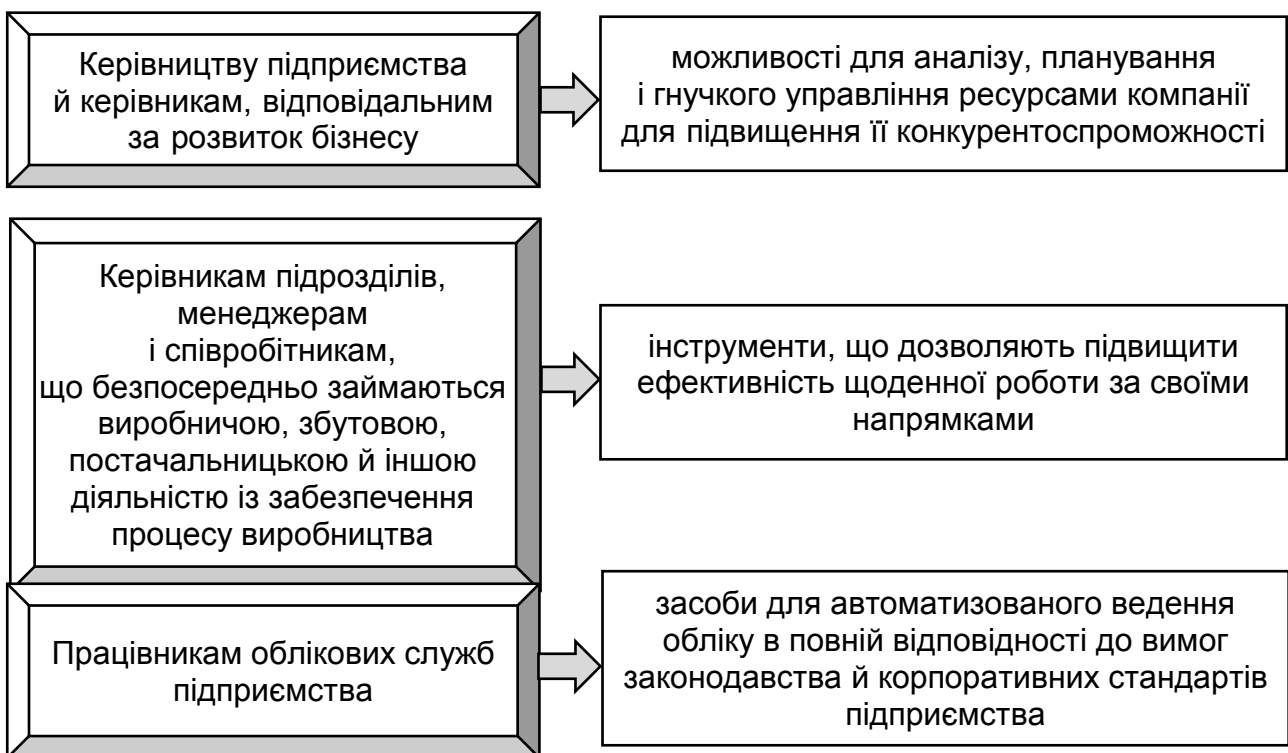 Керівництву підприємства
й керівникам, відповідальним
за розвиток бізнесу
можливості для аналізу, планування
і гнучкого управління ресурсами компанії
для підвищення її конкурентоспроможності
Керівникам підрозділів,
менеджерам
і співробітникам,
що безпосередньо займаються
виробничою, збутовою,
постачальницькою й іншою
діяльністю із забезпечення
процесу виробництва
інструменти, що дозволяють підвищити
ефективність щоденної роботи за своїми
напрямками
Працівникам облікових служб
підприємства
засоби для автоматизованого ведення
обліку в повній відповідності до вимог
законодавства й корпоративних стандартів
підприємства